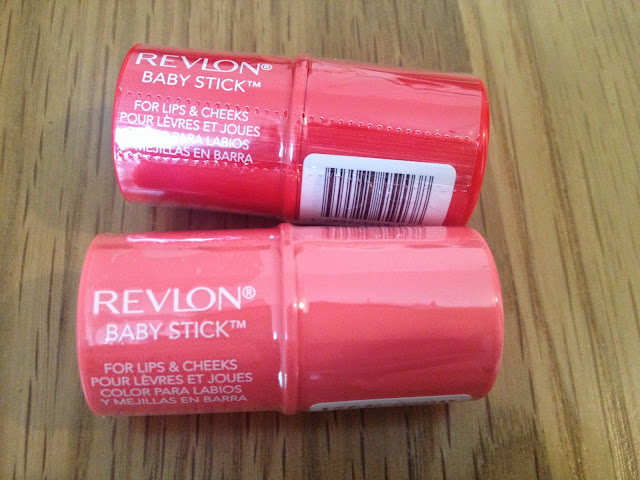 REVLON®
BABY STICK™
FOR LIPS & CHEEKS
POUR LÈVRES ET JOUES
PARA LABIOS
Y MEJILLAS EN BARRA
REVLON®
BABY STICK™
FOR LIPS & CHEEKS
POUR LÈVRES ET JOUES
COLOR PARA LABIOS
Y MEJILLAS EN BARRA